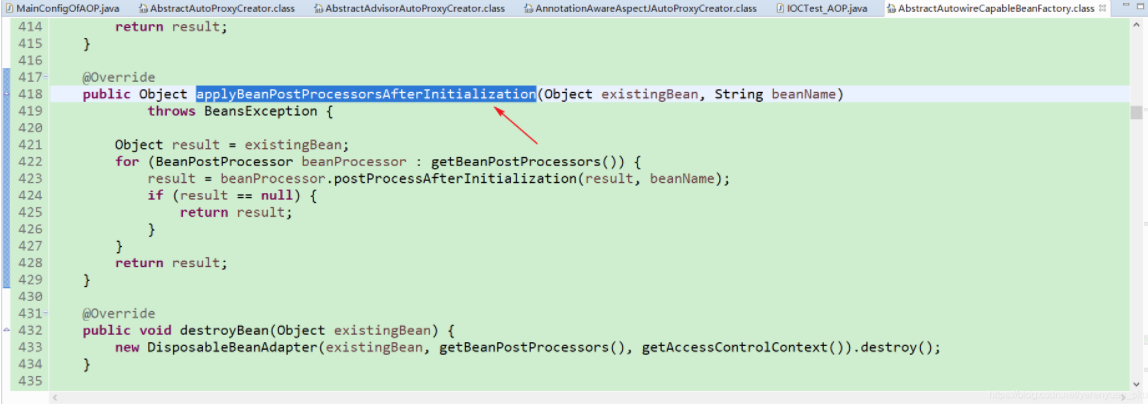 MainConfigOfAOP.java AbstractAutoProxyCreator.class AbstractAdvisorAutoProxyCreator.class AnnotationAwareAspectJAutoProxyCreator.class IOCTest_AOP.java AbstractAutowireCapableBeanFactory.class
414 return result;
415 }
416
417 @Override
418 public Object applyBeanPostProcessorsAfterInitialization(Object existingBean, String beanName)
419 throws BeansException {
420
421 Object result = existingBean;
422 for (BeanPostProcessor beanProcessor : getBeanPostProcessors()) {
423 result = beanProcessor.postProcessAfterInitialization(result, beanName);
424 if (result == null) {
425 return result;
426 }
427 }
428 return result;
429 }
430
431 @Override
432 public void destroyBean(Object existingBean) {
433 new DisposableBeanAdapter(existingBean, getBeanPostProcessors(), getAccessControlContext()).destroy();
434 }
435